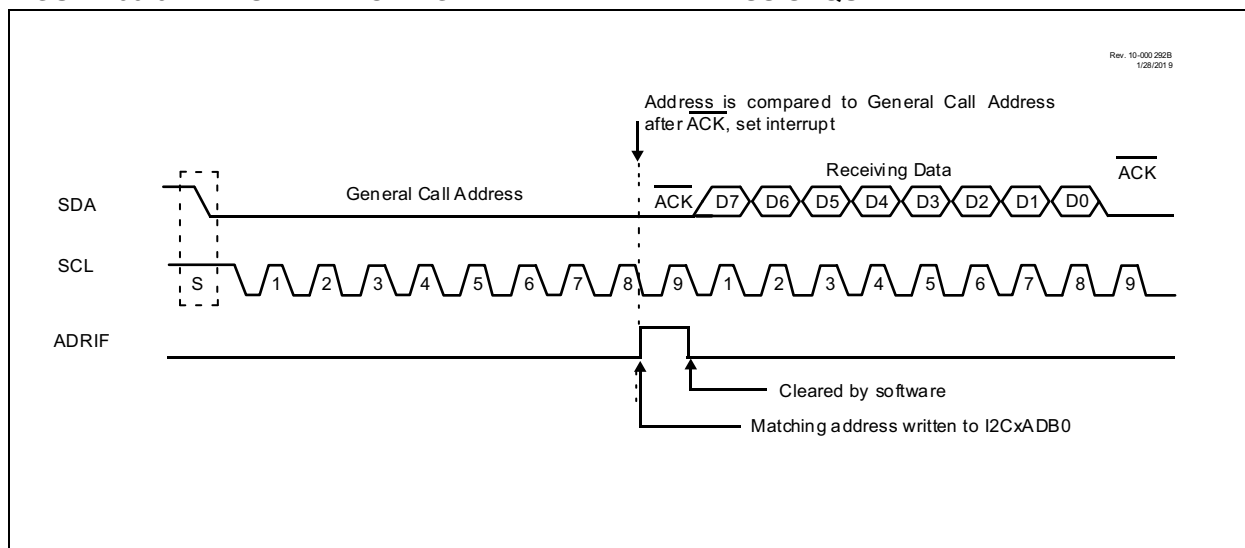 Rev. 10-000 292B
1/28/201 9
Address is compared to General Call Address
after ACK, set interrupt
Receiving Data
ACK
General Call Address
SDA
ACK D7 D6 D5 D4 D3 D2 D1 D0
SCL
S 1 2 3 4 5 6 7 8 9 1 2 3 4 5 6 7 8 9
ADRIF
Cleared by software
Matching address written to I2CxADB0